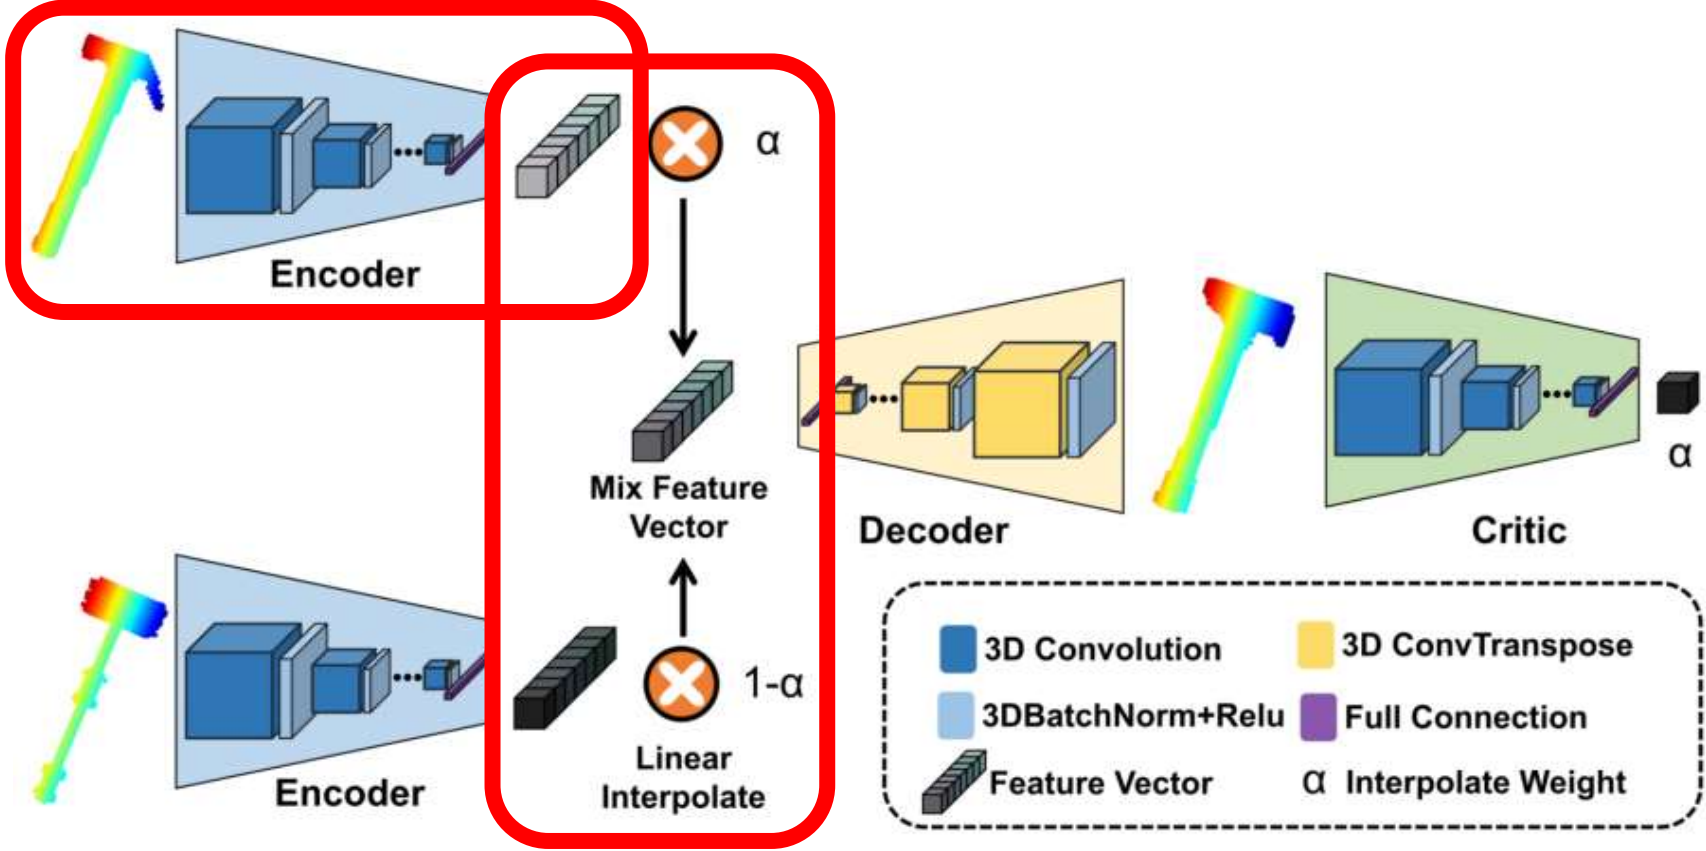 α
Encoder
Mix Feature
Vector
Decoder
Critic
α
1-α
Linear
Interpolate
Encoder
3D Convolution
3D ConvTranspose
3DBatchNorm+Relu
Full Connection
Feature Vector
α Interpolate Weight